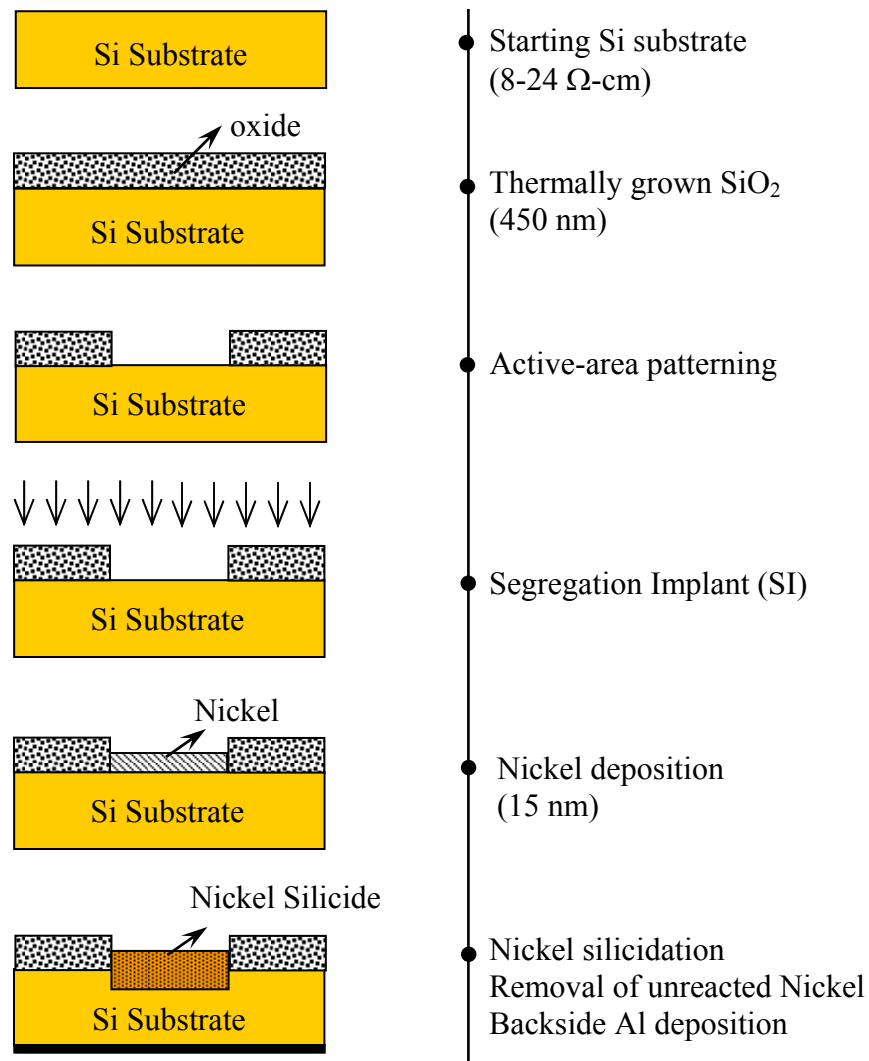 Si Substrate
Starting Si substrate
(8-24 Ω-cm)
oxide
Si Substrate
Thermally grown SiO₂
(450 nm)
Si Substrate
Active-area patterning
Si Substrate
Segregation Implant (SI)
Nickel
Si Substrate
Nickel deposition
(15 nm)
Nickel Silicide
Si Substrate
Nickel silicidation
Removal of unreacted Nickel
Backside Al deposition